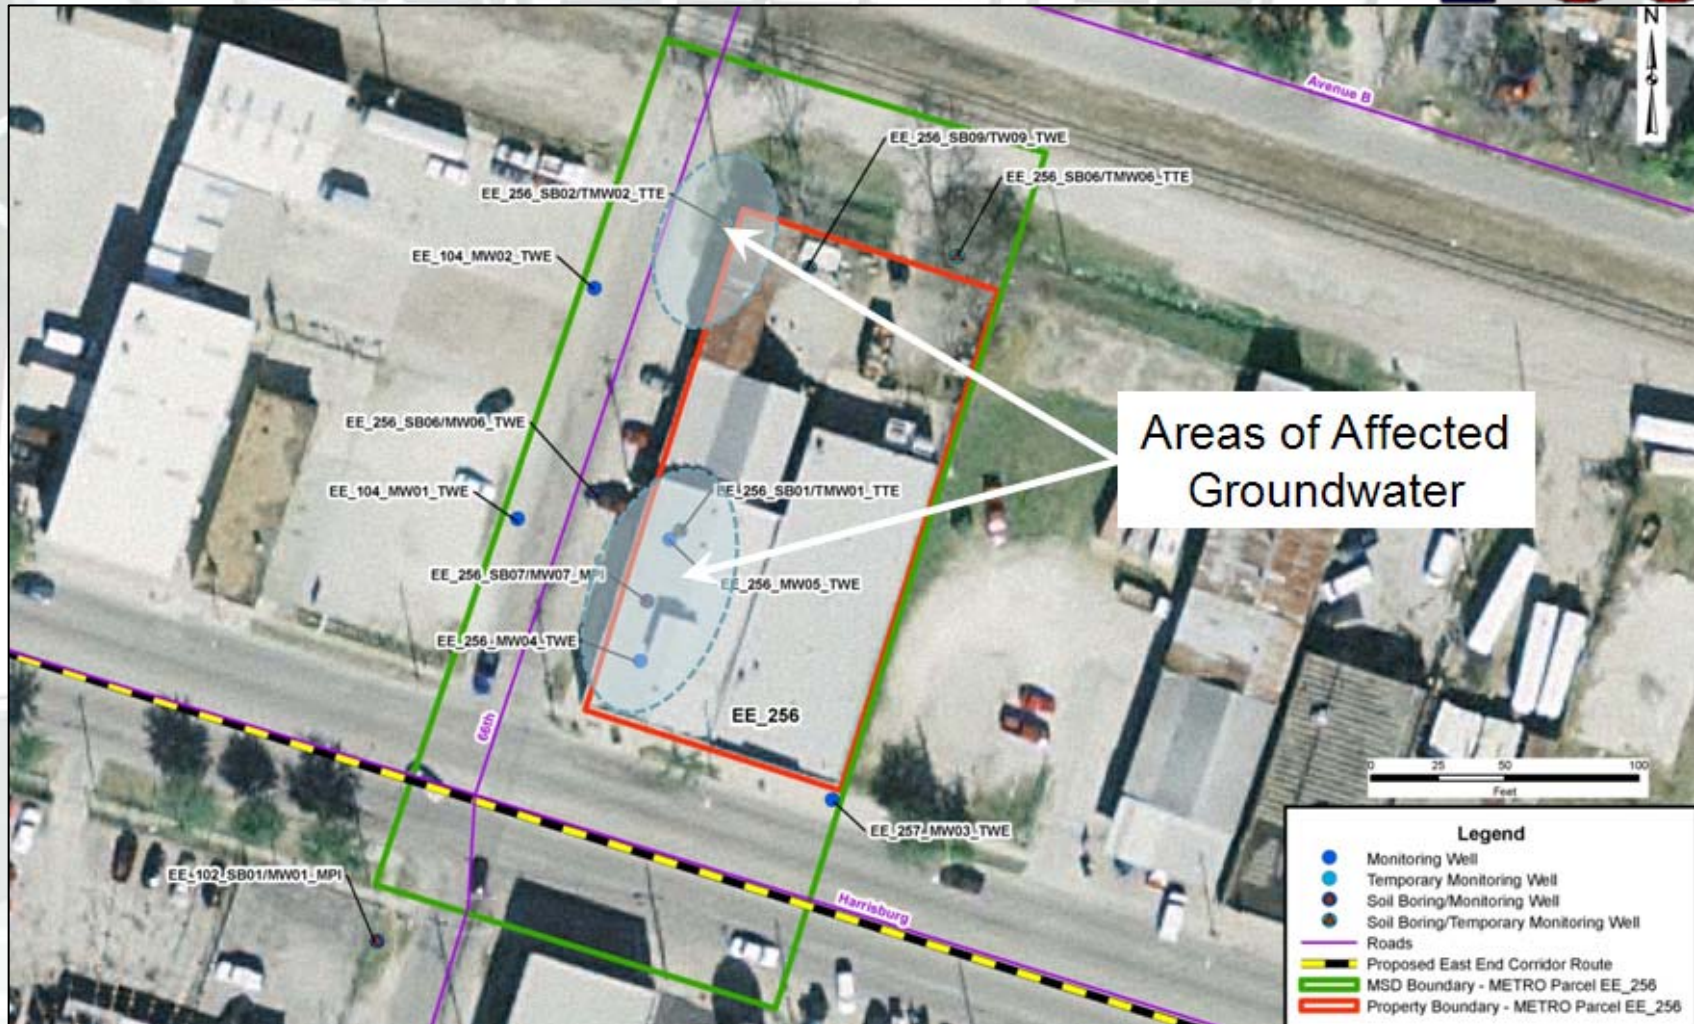 N
Avenue B
EE_256_SB09/TW09_TWE
EE_256_SB06/TMW06_TTE
EE_256_SB02/TMW02_TTE
EE_104_MW02_TWE
Areas of Affected
Groundwater
EE_256_SB06/MW06_TWE
EE_104_MW01_TWE
EE_256_SB01/TMW01_TTE
EE_256_SB07/MW07_MPI
EE_256_MW05_TWE
EE_256_MW04_TWE
EE_256
66th
0 25 50 100
Feet
EE_257_MW03_TWE
EE_102_SB01/MW01_MPI
Harrisburg
Legend
Monitoring Well
Temporary Monitoring Well
Soil Boring/Monitoring Well
Soil Boring/Temporary Monitoring Well
Roads
Proposed East End Corridor Route
MSD Boundary - METRO Parcel EE_256
Property Boundary - METRO Parcel EE_256